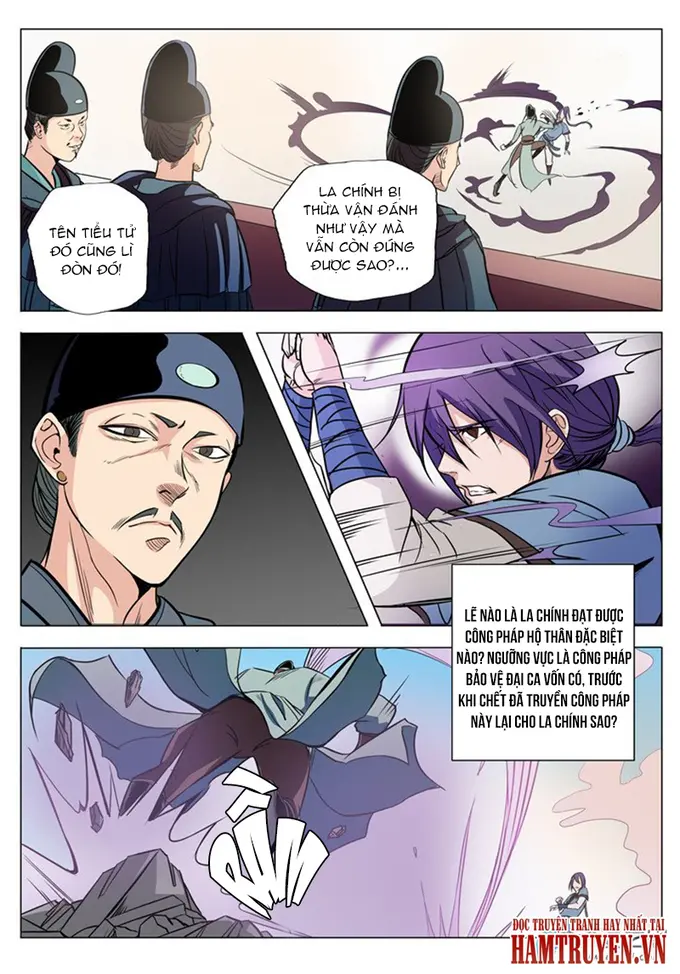 TÊN TIỂU TỬ
ĐÓ CŨNG LÌ
ĐÒN ĐÓ!
LA CHÍNH BỊ
THỪA VẬN ĐÁNH
NHƯ VẬY MÀ
VẪN CÒN ĐỨNG
ĐƯỢC SAO?...
LẼ NÀO LÀ LA CHÍNH ĐẠT ĐƯỢC
CÔNG PHÁP HỘ THÂN ĐẶC BIỆT
NÀO? NGƯỠNG VỰC LÀ CÔNG PHÁP
BẢO VỆ ĐẠI CA VỐN CÓ, TRƯỚC
KHI CHẾT ĐÃ TRUYỀN CÔNG PHÁP
NÀY LẠI CHO LA CHÍNH SAO?
RẦM
ĐỌC TRUYỆN TRANH HAY NHẤT TẠI
HAMTRUYEN.VN